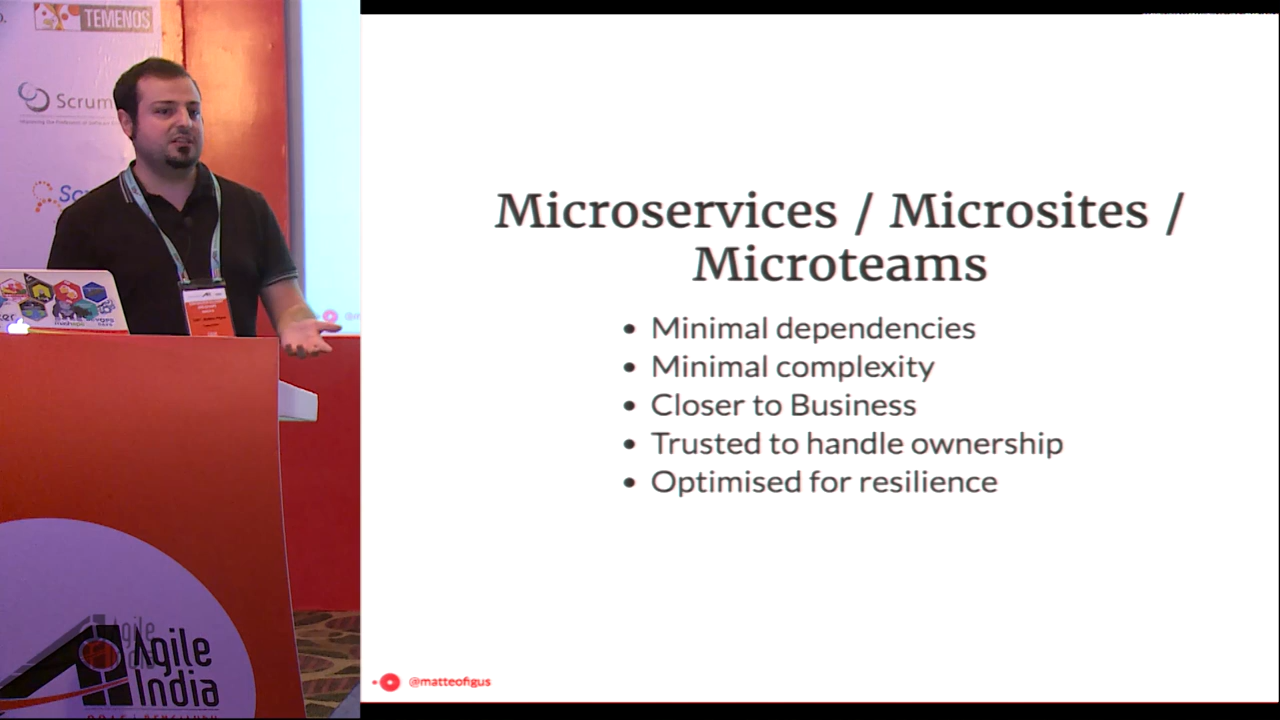 TEMENOS
Scrum
Sc
Microservices / Microsites /
Microteams
• Minimal dependencies
• Minimal complexity
• Closer to Business
• Trusted to handle ownership
• Optimised for resilience
@matteofigus
Agile
India